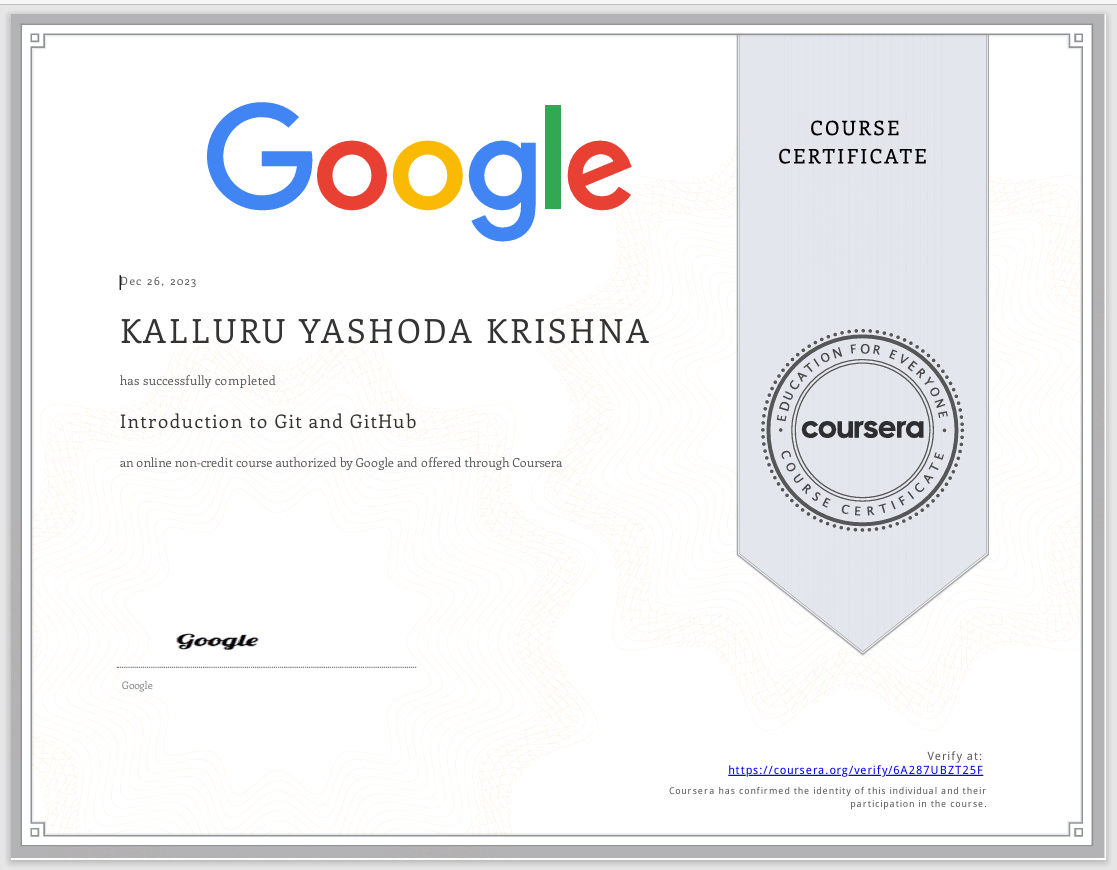 Google
COURSE
CERTIFICATE
Dec 26, 2023
KALLURU YASHODA KRISHNA
has successfully completed
Introduction to Git and GitHub
an online non-credit course authorized by Google and offered through Coursera
EDUCATION FOR EVERYONE
coursera
COURSE CERTIFICATE
Google
Google
Verify at:
https://coursera.org/verify/6A287UBZT25F
Coursera has confirmed the identity of this individual and their
participation in the course.